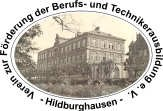 Verein zur Förderung der Berufs- und Technikerausbildung e. V.
- Hildburghausen -